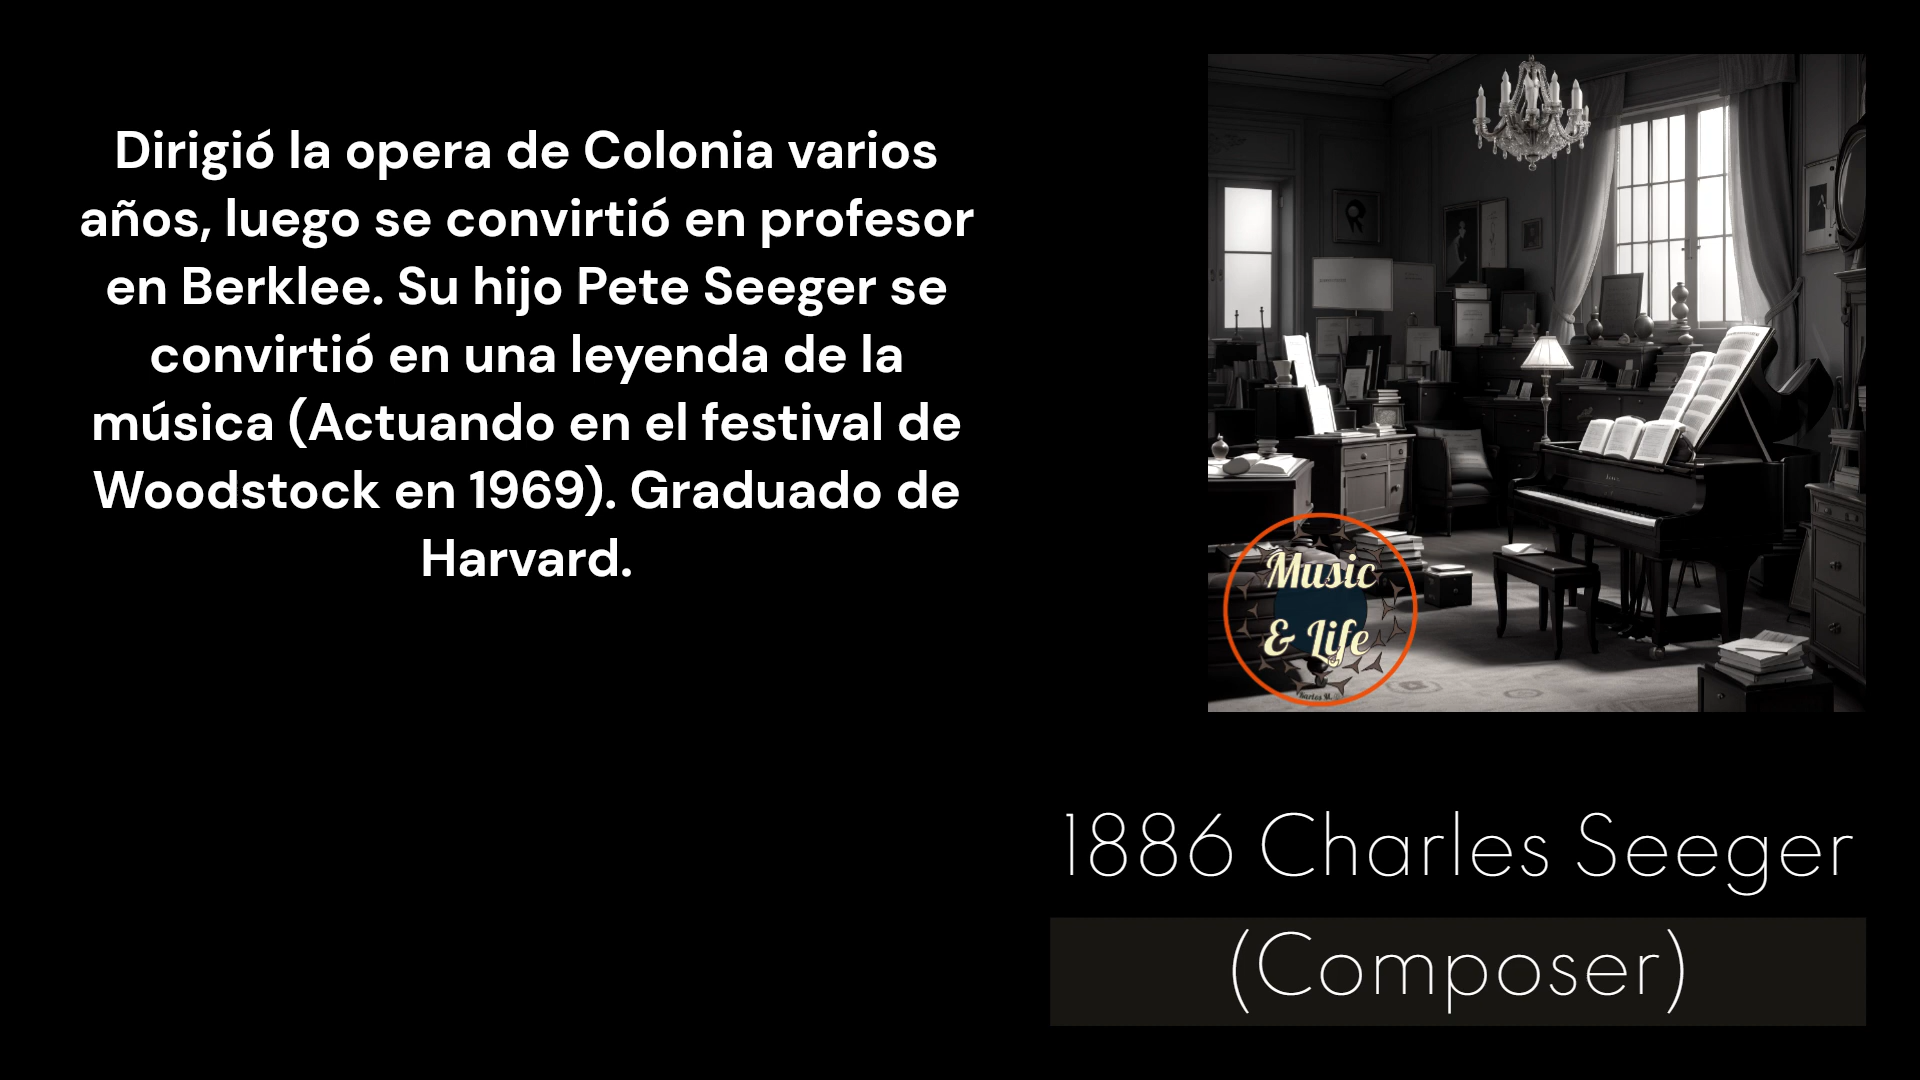 Dirigió la opera de Colonia varios
años, luego se convirtió en profesor
en Berklee. Su hijo Pete Seeger se
convirtió en una leyenda de la
música (Actuando en el festival de
Woodstock en 1969). Graduado de
Harvard.
Music
& Life
1886 Charles Seeger
(Composer)